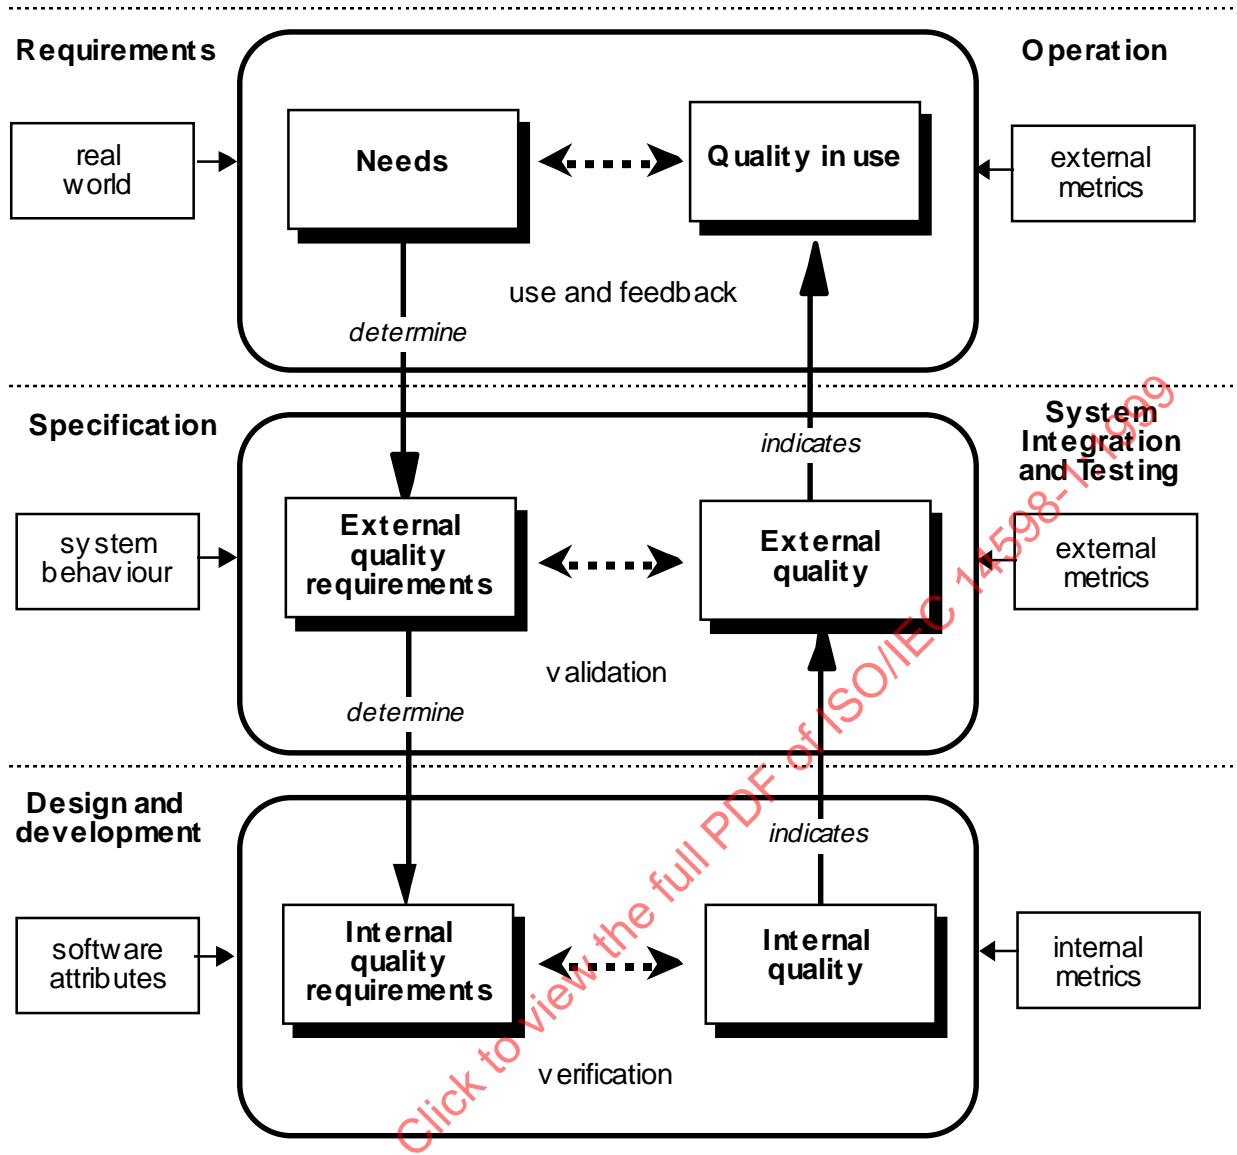 Requirements
Operation
real
world
Needs
Quality in use
external
metrics
use and feedback
determine
Specification
System
Integration
and Testing
indicates
system
behaviour
External
quality
requirements
External
quality
external
metrics
validation
determine
Design and
development
indicates
software
attributes
Internal
quality
requirements
Internal
quality
internal
metrics
verification
Click to view the full PDF of ISO/IEC 14598-1:1999